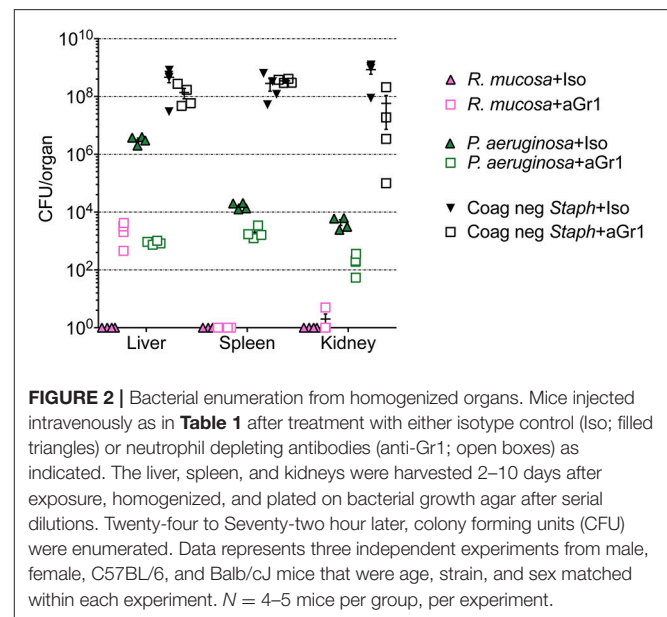 10^10
10^8
10^6
10^4
10^2
10^0
CFU/organ
Liver
Spleen
Kidney
R. mucosa+Iso
R. mucosa+aGr1
P. aeruginosa+Iso
P. aeruginosa+aGr1
Coag neg Staph+Iso
Coag neg Staph+aGr1
FIGURE 2 | Bacterial enumeration from homogenized organs. Mice injected
intravenously as in Table 1 after treatment with either isotype control (Iso; filled
triangles) or neutrophil depleting antibodies (anti-Gr1; open boxes) as
indicated. The liver, spleen, and kidneys were harvested 2–10 days after
exposure, homogenized, and plated on bacterial growth agar after serial
dilutions. Twenty-four to Seventy-two hour later, colony forming units (CFU)
were enumerated. Data represents three independent experiments from male,
female, C57BL/6, and Balb/cJ mice that were age, strain, and sex matched
within each experiment. N = 4–5 mice per group, per experiment.